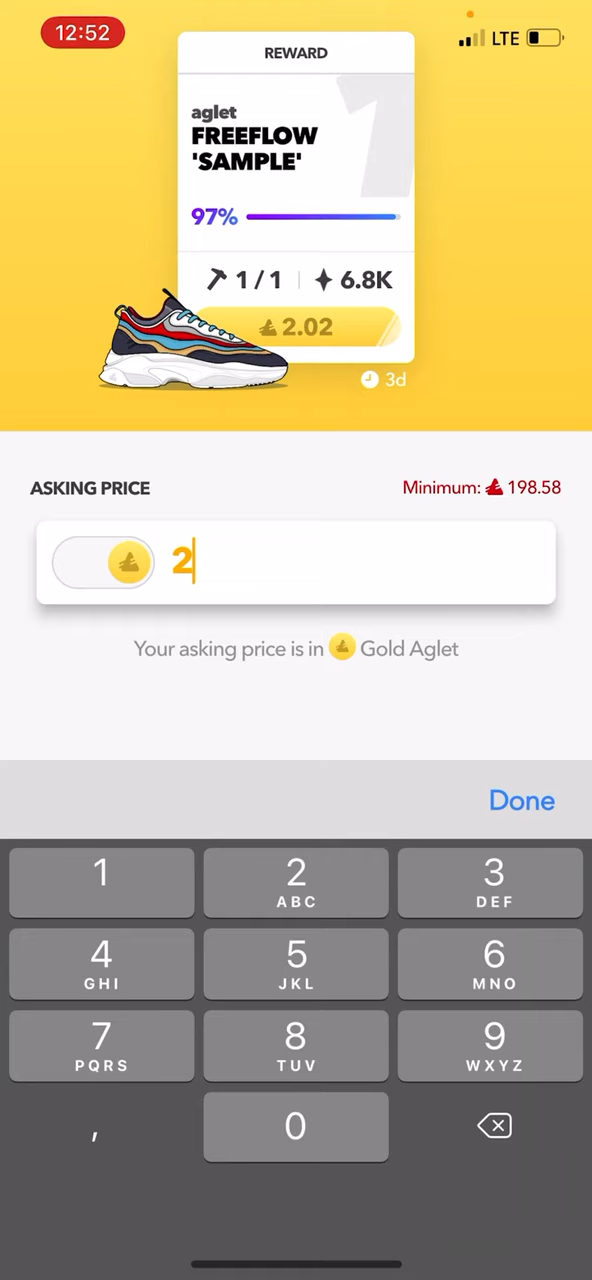 12:52
LTE
REWARD
aglet
FREEFLOW
'SAMPLE'
1
97%
1 / 1 | 6.8K
2.02
3d
ASKING PRICE
Minimum: 198.58
2
Your asking price is in Gold Aglet
Done
1
2
ABC
3
DEF
4
GHI
5
JKL
6
MNO
7
PQRS
8
TUV
9
WXYZ
,
0